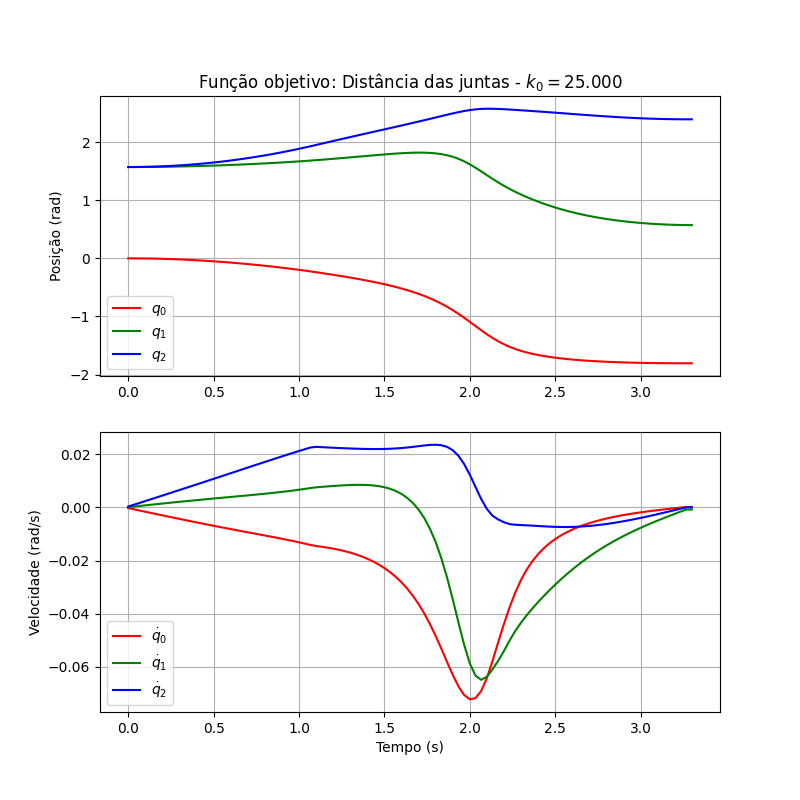 Função objetivo: Distância das juntas - $k_0 = 25.000$
Posição (rad)
2
1
0
−1
−2
$q_0$
$q_1$
$q_2$
0.0 0.5 1.0 1.5 2.0 2.5 3.0
Velocidade (rad/s)
0.02
0.00
−0.02
−0.04
−0.06
$\dot{q}_0$
$\dot{q}_1$
$\dot{q}_2$
0.0 0.5 1.0 1.5 2.0 2.5 3.0
Tempo (s)